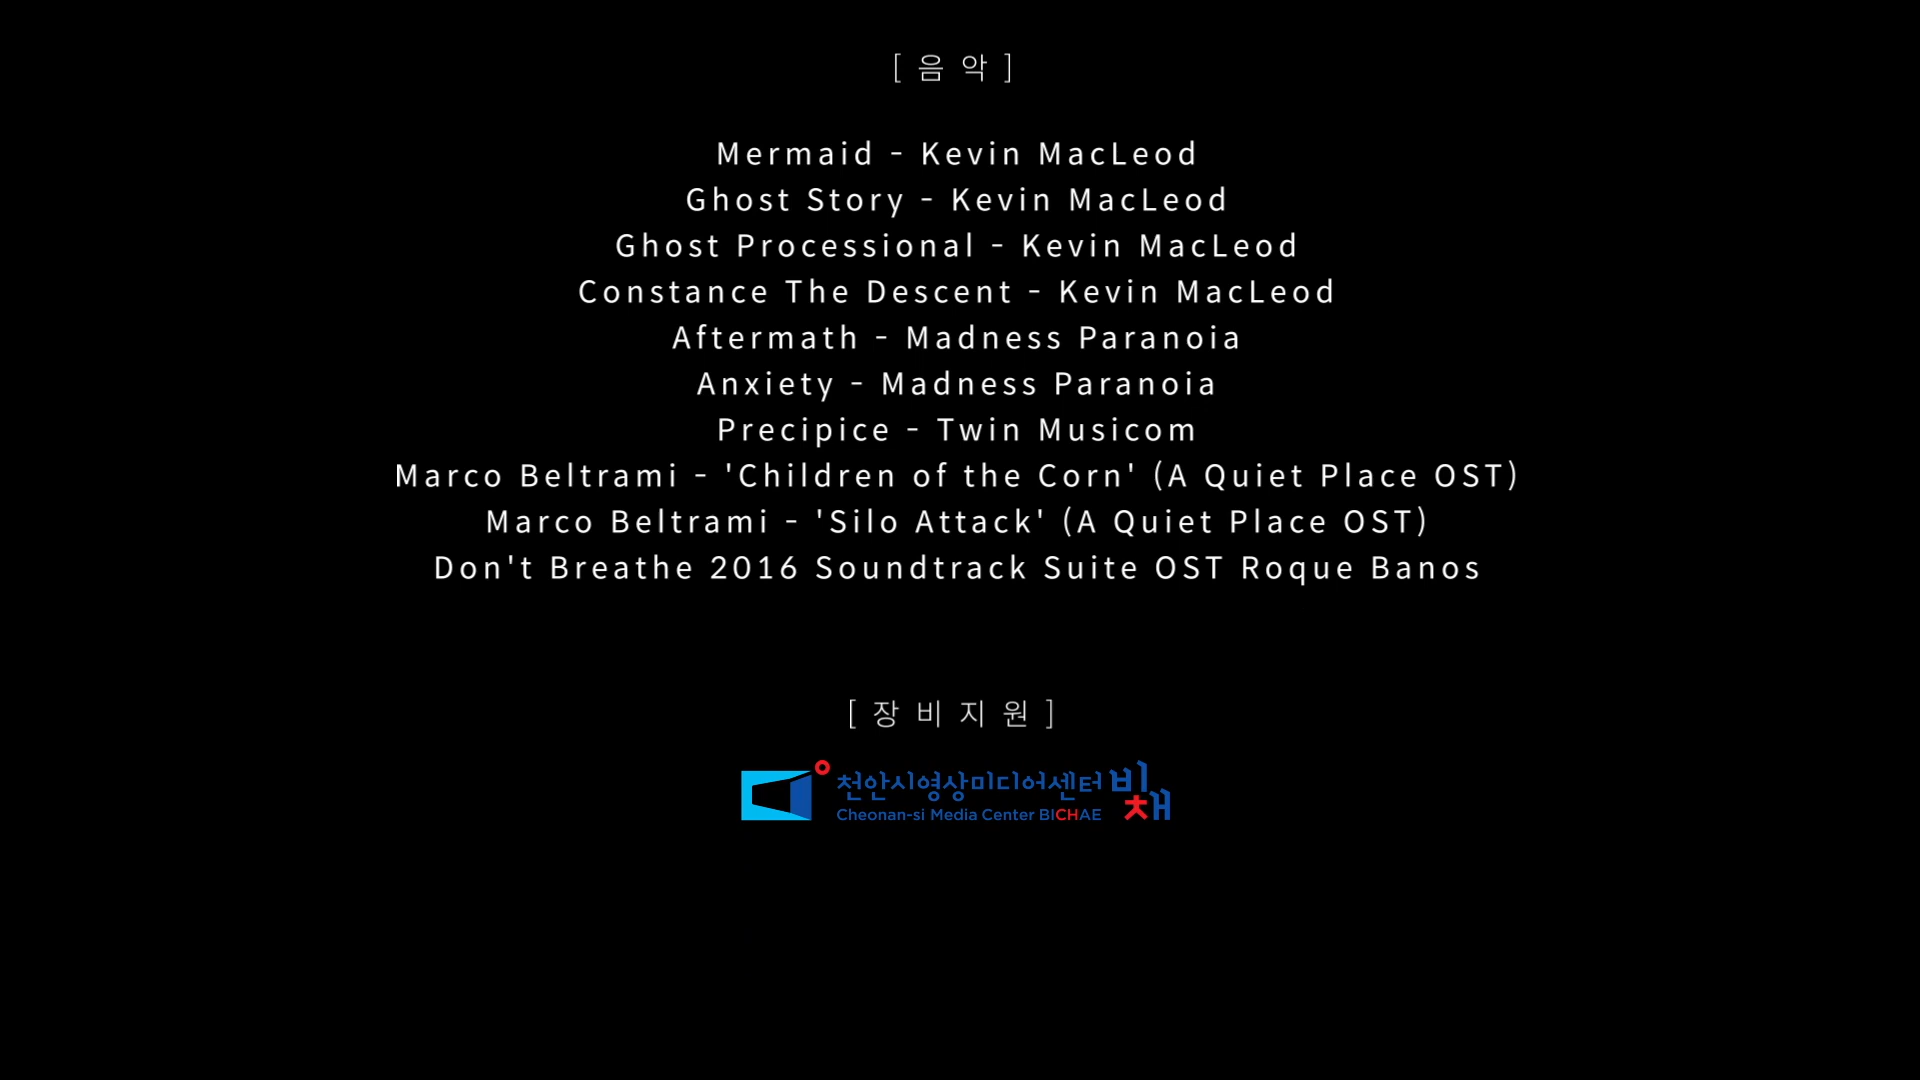 [ 음 악 ]
Mermaid - Kevin MacLeod
Ghost Story - Kevin MacLeod
Ghost Processional - Kevin MacLeod
Constance The Descent - Kevin MacLeod
Aftermath - Madness Paranoia
Anxiety - Madness Paranoia
Precipice - Twin Musicom
Marco Beltrami - 'Children of the Corn' (A Quiet Place OST)
Marco Beltrami - 'Silo Attack' (A Quiet Place OST)
Don't Breathe 2016 Soundtrack Suite OST Roque Banos
[ 장 비 지 원 ]
천안시영상미디어센터 비채
Cheonan-si Media Center BICHAE